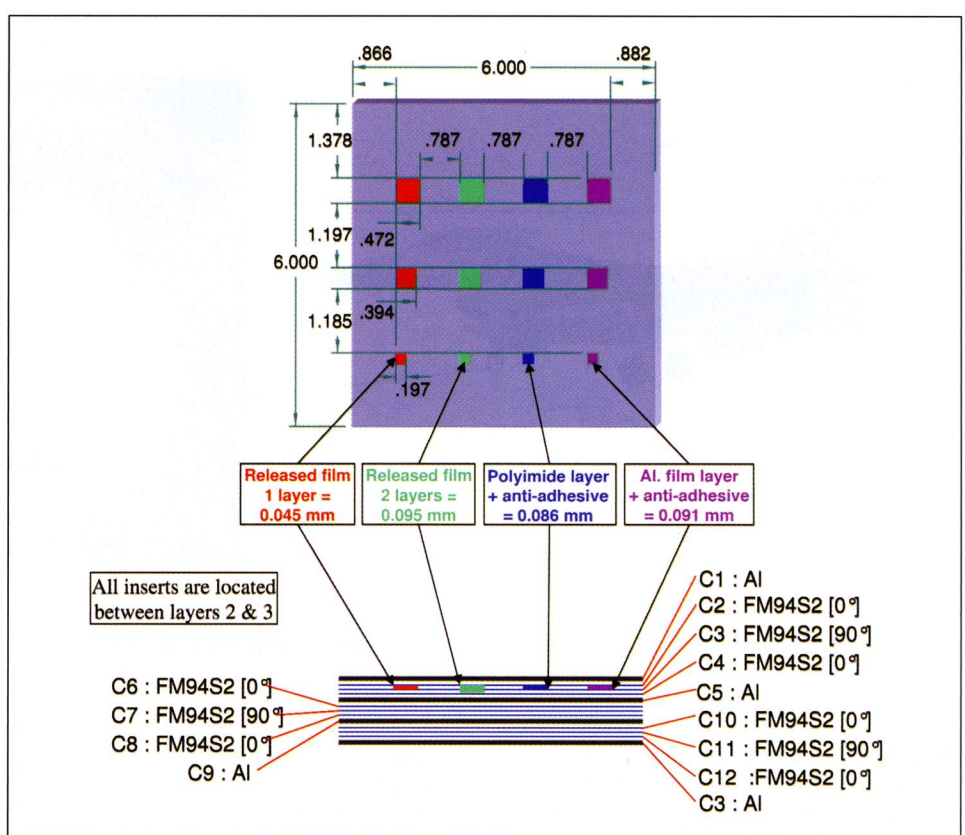 .866
.882
6.000
1.378
.787
.787
.787
1.197
.472
6.000
.394
1.185
.197
Released film
1 layer =
0.045 mm
Released film
2 layers =
0.095 mm
Polyimide layer
+ anti-adhesive
= 0.086 mm
Al. film layer
+ anti-adhesive
= 0.091 mm
All inserts are located
between layers 2 & 3
C1 : Al
C2 : FM94S2 [0°]
C3 : FM94S2 [90°]
C4 : FM94S2 [0°]
C5 : Al
C6 : FM94S2 [0°]
C7 : FM94S2 [90°]
C8 : FM94S2 [0°]
C9 : Al
C10 : FM94S2 [0°]
C11 : FM94S2 [90°]
C12 :FM94S2 [0°]
C3 : Al